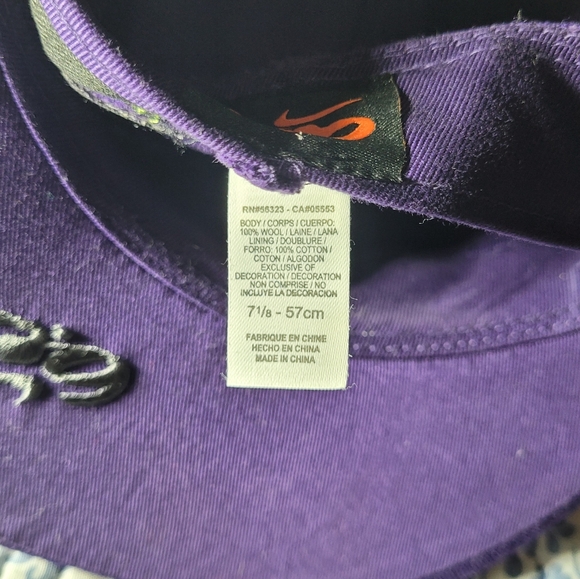 RN#56323 - CA#05553
BODY / CORPS / CUERPO:
100% WOOL / LAINE / LANA
LINING / DOUBLURE /
FORRO: 100% COTTON /
COTON / ALGODON
EXCLUSIVE OF
DECORATION / DECORATION
NON COMPRISE / NO
INCLUYE LA DECORACION
7 1/8 - 57cm
FABRIQUE EN CHINE
HECHO EN CHINA
MADE IN CHINA